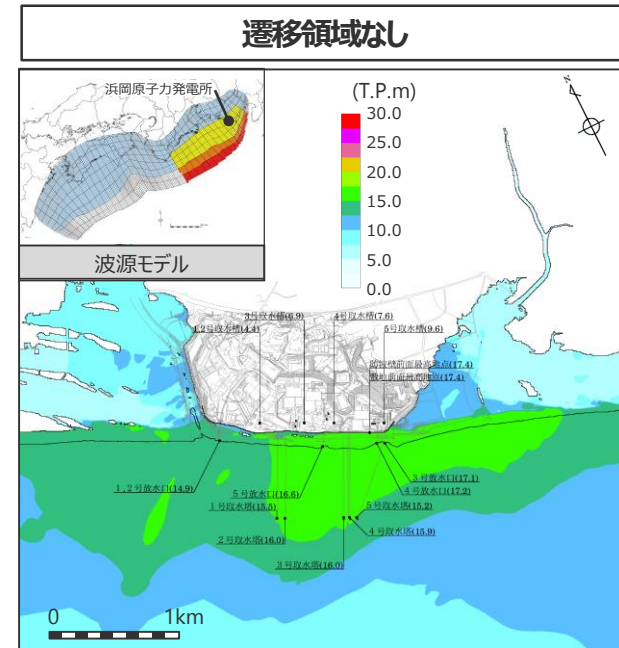 遷移領域なし
浜岡原子力発電所
波源モデル
(T.P.m)
30.0
25.0
20.0
15.0
10.0
5.0
0.0
N
3号取水槽(6.9)
4号取水槽(7.6)
1,2号取水槽(4.4)
5号取水槽(9.6)
防波壁前面最高地点(17.4)
敷地前面最高地点(17.4)
1,2号放水口(14.9)
5号放水口(16.6)
3号放水口(17.1)
4号放水口(17.2)
1号取水塔(15.5)
5号取水塔(15.2)
2号取水塔(16.0)
4号取水塔(15.9)
3号取水塔(16.0)
0 1km